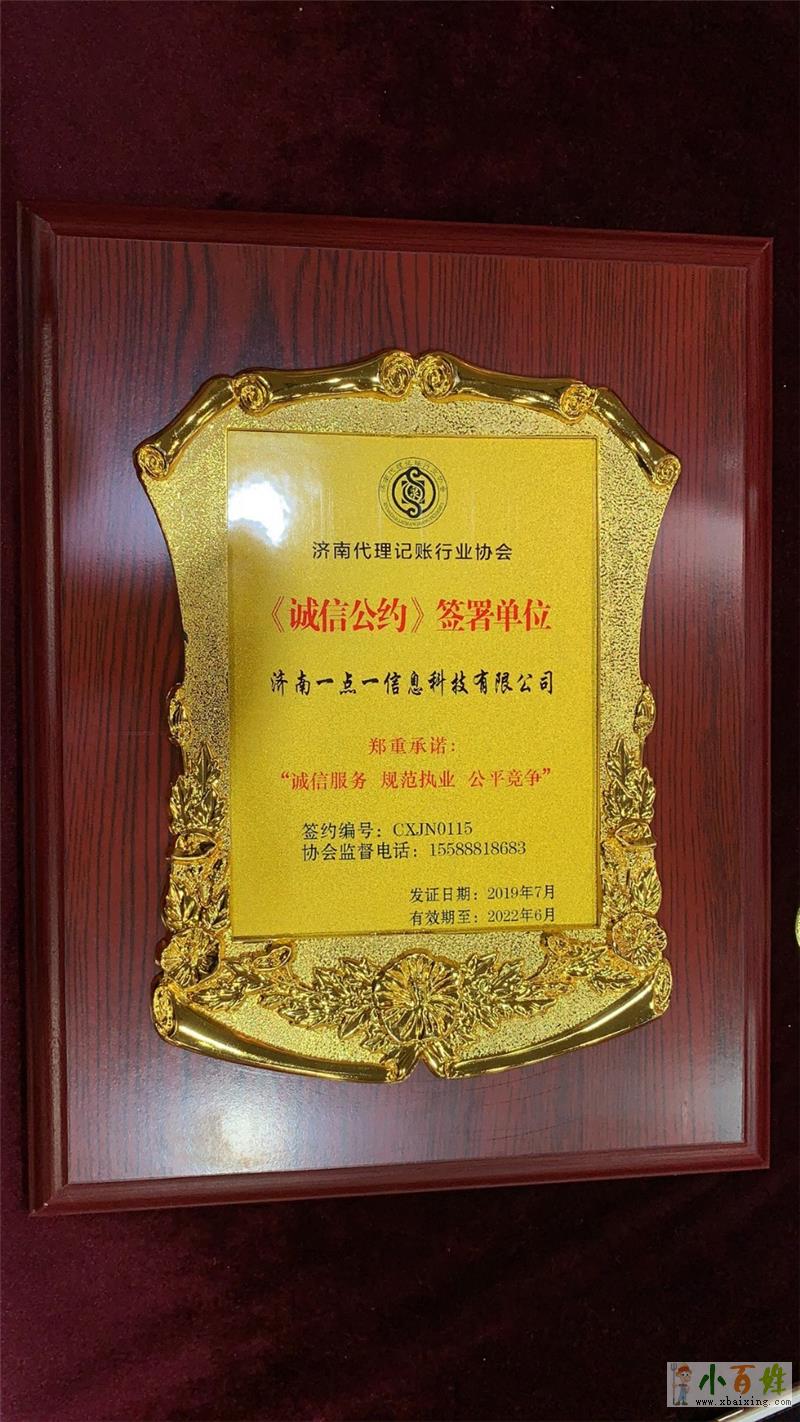 济南代理记账行业协会
《诚信公约》签署单位
济南一点一信息科技有限公司
郑重承诺：
“诚信服务 规范执业 公平竞争”
签约编号：CXJN0115
协会监督电话：15588818683
发证日期：2019年7月
有效期至：2022年6月
小百姓
www.xbaixing.com